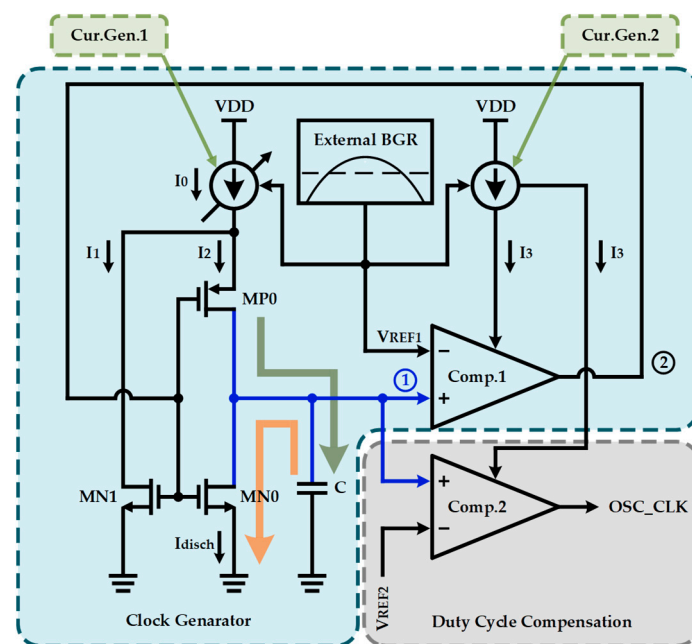 Cur.Gen.1
Cur.Gen.2
VDD
External BGR
VDD
I0
I1
I2
I3
I3
MP0
VREF1
−
Comp.1
+
①
②
MN1
MN0
C
+
Comp.2
−
OSC_CLK
Idisch
VREF2
Clock Genarator
Duty Cycle Compensation